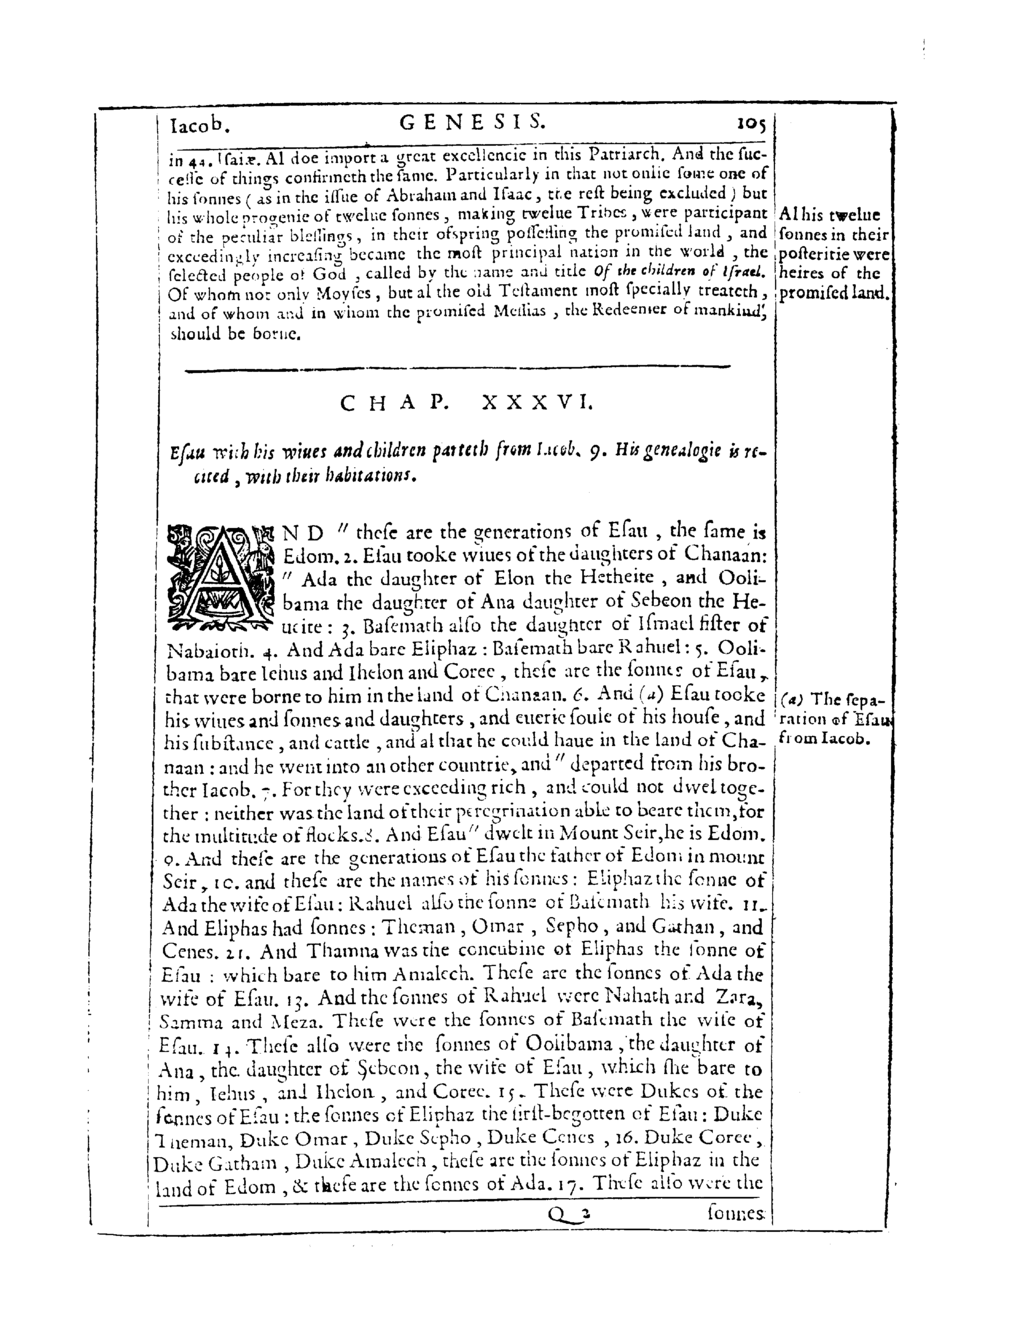 Iacob. GENESIS. 105
in 44. Isaiæ. Al doe import a great excellencie in this Patriarch. And the suc-
cesse of things confirmeth the same. Particularly in that not onlie some one of
his sonnes ( as in the issue of Abraham and Isaac, the rest being excluded ) but
his whole progenie of twelue sonnes, making twelue Tribes, were participant
of the peculiar blessings, in their ofspring possessing the promised land, and
exceedingly increasing became the most principal nation in the world, the
selected people of God, called by the name and title Of the children of Israel.
Of whom not only Moyses, but al the old Testament most specially treateth,
and of whom and in whom the promised Messias, the Redeemer of mankind,
should be borne.
Al his twelue
sonnes in their
posteritie were
heires of the
promised land.
CHAP. XXXVI.
Esau with his wiues and children parteth from Iacob. 9. His genealogie is re-
cited, with their habitations.
AND " these are the generations of Esau, the same is
Edom. 2. Esau tooke wiues of the daughters of Chanaan:
" Ada the daughter of Elon the Hetheite, and Ooli-
bama the daughter of Ana daughter of Sebeon the He-
ueite: 3. Basemath also the daughter of Ismael sister of
Nabaioth. 4. And Ada bare Eliphaz: Basemath bare Rahuel: 5. Ooli-
bama bare Iehus and Ihelon and Coree, these are the sonnes of Esau,
that were borne to him in the land of Chanaan. 6. And (a) Esau tooke
his wiues and sonnes and daughters, and euerie soule of his house, and
his substance, and cattle, and al that he could haue in the land of Cha-
naan: and he went into an other countrie, and " departed from his bro-
ther Iacob. 7. For they were exceeding rich, and could not dwel toge-
ther: neither was the land of their peregrination able to beare them, for
the multitude of flocks. 8. And Esau " dwelt in Mount Seir, he is Edom.
9. And these are the generations of Esau the father of Edom in mount
Seir, 10. and these are the names of his sonnes: Eliphaz the sonne of
Ada the wife of Esau: Rahuel also the sonne of Basemath his wife. 11.
And Eliphas had sonnes: Theman, Omar, Sepho, and Gathan, and
Cenes. 21. And Thamna was the concubine of Eliphas the sonne of
Esau: which bare to him Amalech. These are the sonnes of Ada the
wife of Esau. 13. And the sonnes of Rahuel were Nahath and Zara,
Samma and Meza. These were the sonnes of Basemath the wife of
Esau. 14. These also were the sonnes of Oolibama, the daughter of
Ana, the daughter of Sebeon, the wife of Esau, which she bare to
him, Iehus, and Ihelon, and Coree. 15. These were Dukes of the
sonnes of Esau: the sonnes of Eliphaz the first-begotten of Esau: Duke
Theman, Duke Omar, Duke Sepho, Duke Cenes, 16. Duke Coree,
Duke Gatham, Duke Amalech, these are the sonnes of Eliphaz in the
land of Edom, & these are the sonnes of Ada. 17. These also were the
(a) The sepa-
ration of Esau
from Iacob.
Q 2 sonnes